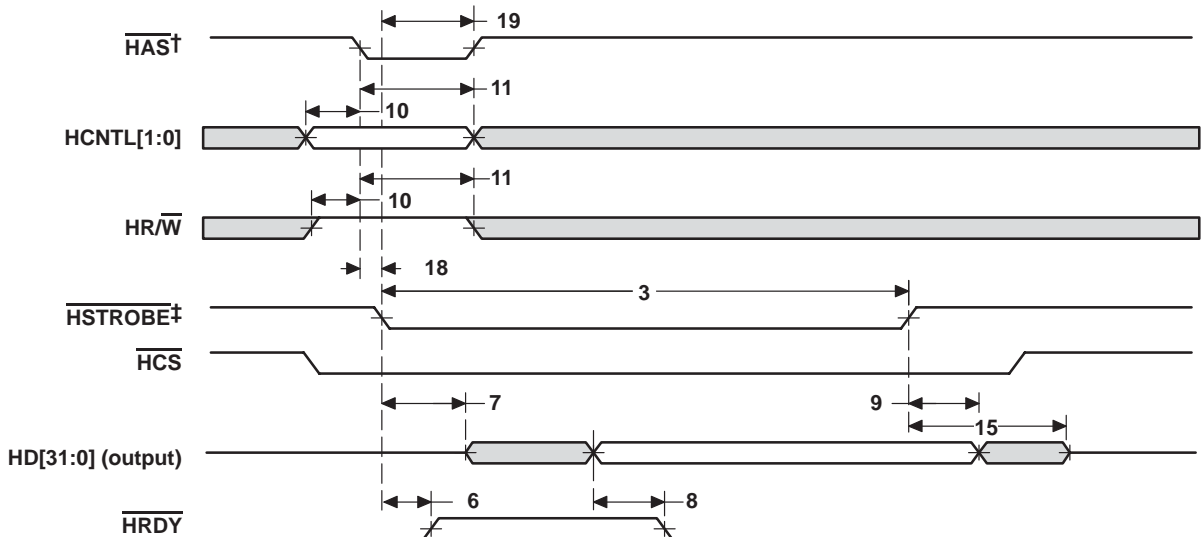 19
HAS†
11
10
HCNTL[1:0]
11
10
HR/W
18
3
HSTROBE‡
HCS
7
9
15
HD[31:0] (output)
6
8
HRDY